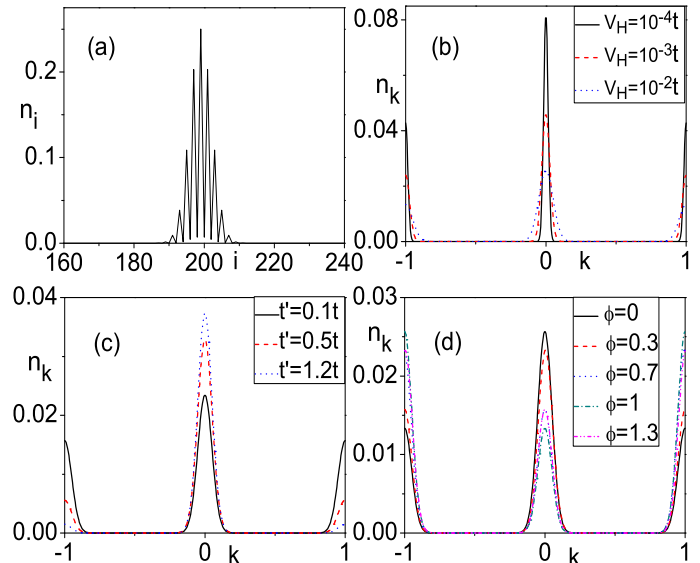 (a)
n_i
0.2
0.1
0.0
160 200 i 220 240
(b)
n_k
0.08
0.04
0.00
-1 0 k 1
V_H=10^-4t
V_H=10^-3t
V_H=10^-2t
(c)
n_k
0.04
0.02
0.00
-1 0 k 1
t'=0.1t
t'=0.5t
t'=1.2t
(d)
n_k
0.03
0.02
0.01
0.00
-1 0 k 1
ϕ=0
ϕ=0.3
ϕ=0.7
ϕ=1
ϕ=1.3